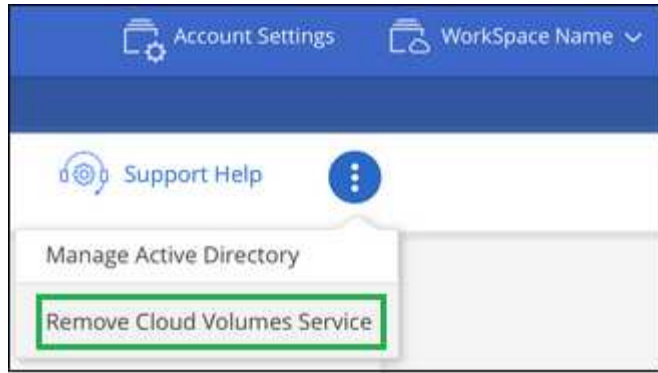 Account Settings
WorkSpace Name
Support Help
Manage Active Directory
Remove Cloud Volumes Service